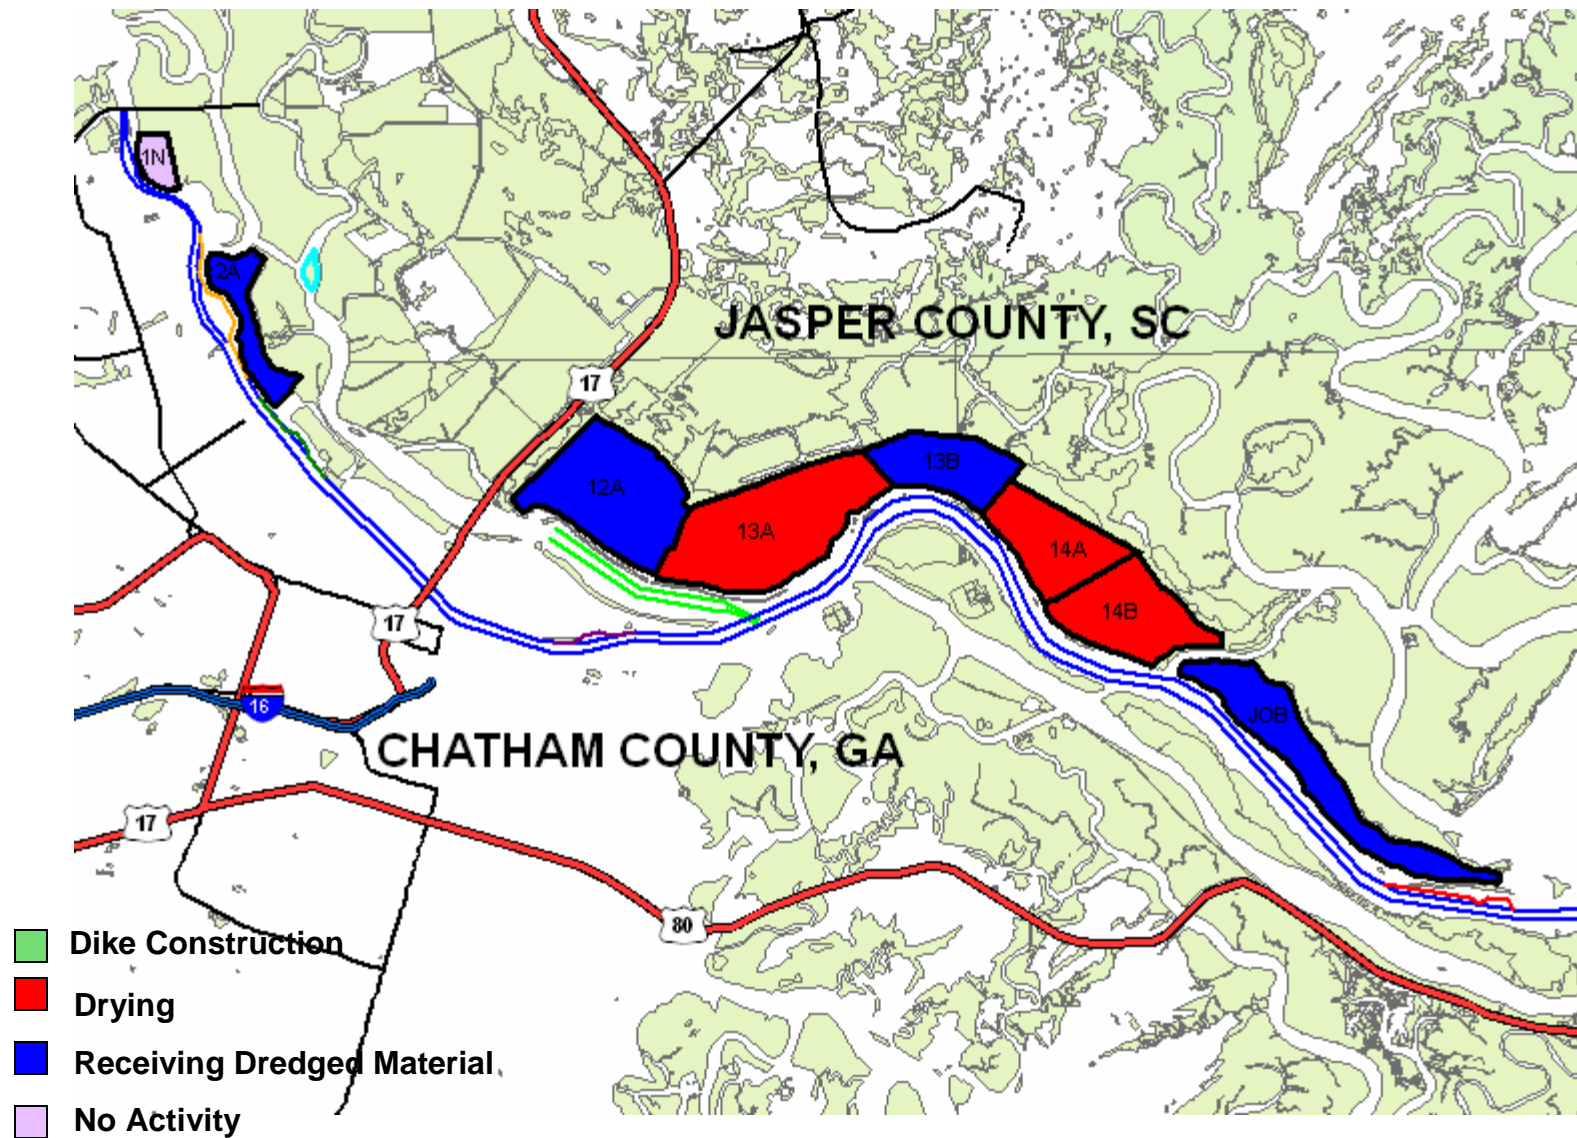 1N
2A
JASPER COUNTY, SC
17
12A
13B
13A
14A
14B
17
16
JOB
CHATHAM COUNTY, GA
17
80
Dike Construction
Drying
Receiving Dredged Material
No Activity